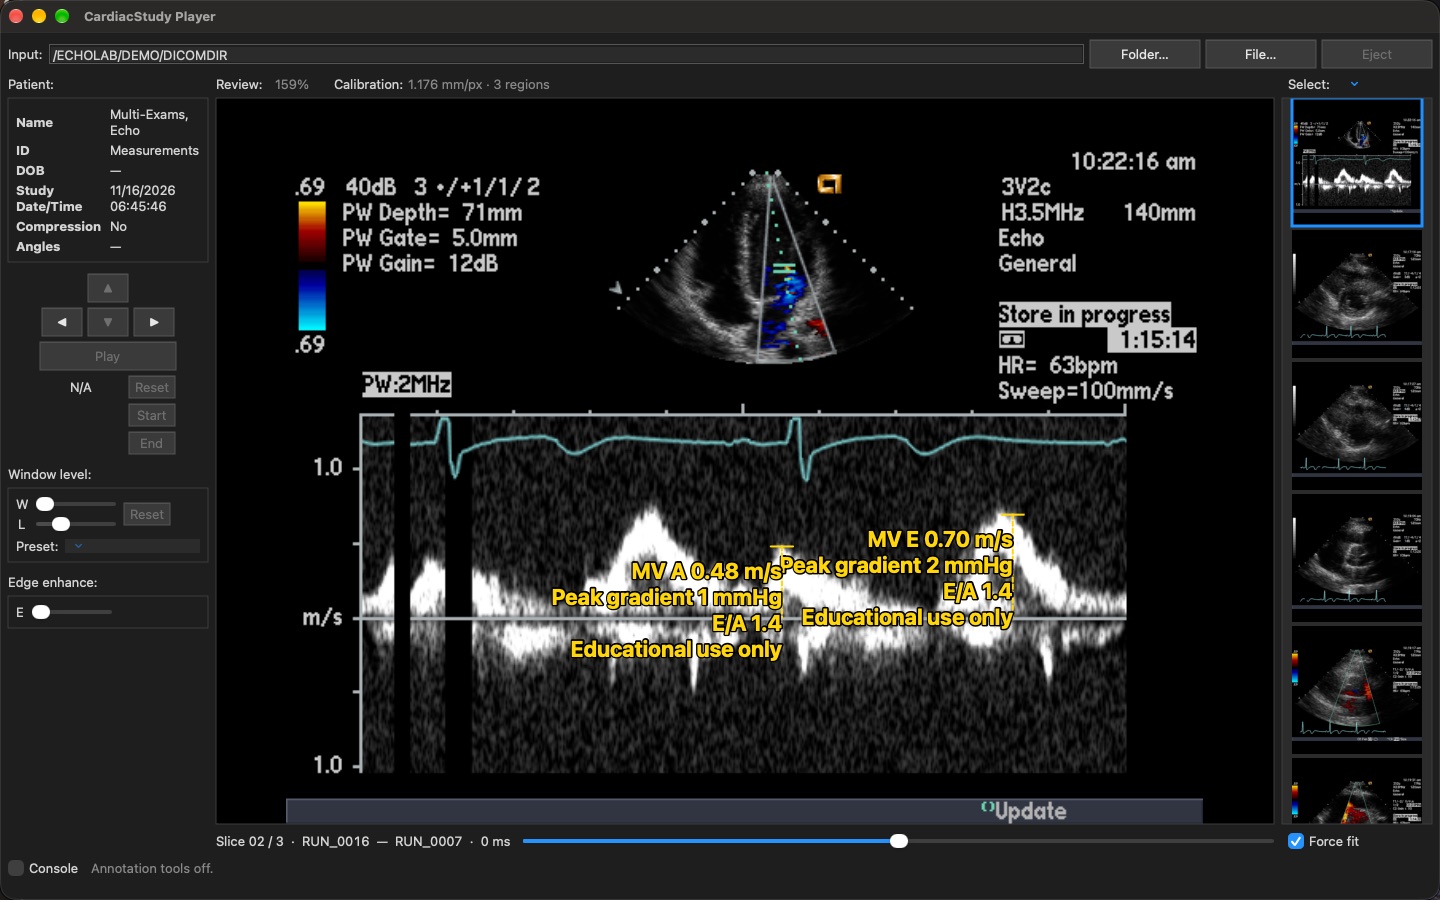 CardiacStudy Player
Input: /ECHOLAB/DEMO/DICOMDIR Folder... File... Eject
Patient:
Name Multi-Exams, Echo
ID Measurements
DOB —
Study Date/Time 11/16/2026 06:45:46
Compression No
Angles —
Play
N/A Reset
Start
End
Window level:
W
L
Reset
Preset:
Edge enhance:
E
Review: 159% Calibration: 1.176 mm/px · 3 regions
.69 40dB 3 •/+1/1/2
PW Depth= 71mm
PW Gate= 5.0mm
PW Gain= 12dB
.69
10:22:16 am
3V2c
H3.5MHz 140mm
Echo
General
Store in progress
1:15:14
HR= 63bpm
Sweep=100mm/s
PW:2MHz
1.0
m/s
1.0
MV A 0.48 m/s
Peak gradient 1 mmHg
E/A 1.4
Educational use only
MV E 0.70 m/s
Peak gradient 2 mmHg
E/A 1.4
Educational use only
Update
Select:
Slice 02 / 3 · RUN_0016 — RUN_0007 · 0 ms
Force fit
Console Annotation tools off.